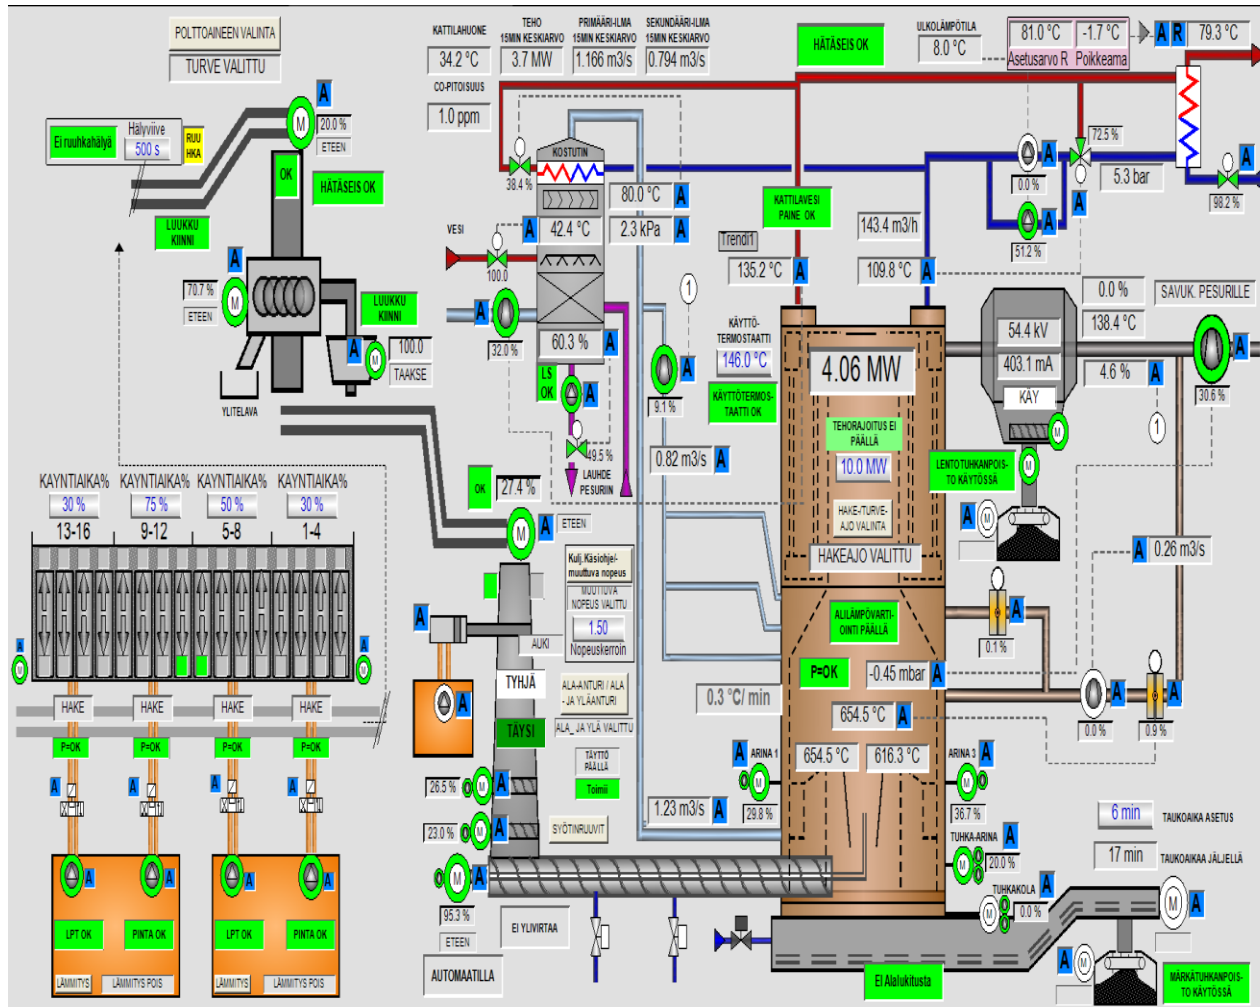 POLTTOAINEEN VALINTA
TURVE VALITTU
KATTILAHUONE
34.2 °C
CO-PITOISUUS
1.0 ppm
TEHO
15MIN KESKIARVO
3.7 MW
PRIMÄÄRI-ILMA
15MIN KESKIARVO
1.166 m3/s
SEKUNDÄÄRI-ILMA
15MIN KESKIARVO
0.794 m3/s
HÄTÄSEIS OK
ULKOLÄMPÖTILA
8.0 °C
81.0 °C
-1.7 °C
Asetusarvo R
Poikkeama
A
R
79.3 °C
Ei ruuhkahälyä
Hälyviive
500 s
RUU
HKA
A
M
20.0 %
ETEEN
OK
HÄTÄSEIS OK
LUUKKU
KIINNI
A
70.7 %
M
ETEEN
LUUKKU
KIINNI
A
M
100.0
TAAKSE
YLITELAVA
KOSTUTIN
38.4 %
80.0 °C
A
A
42.4 °C
2.3 kPa
A
VESI
100.0
A
32.0 %
60.3 %
A
LS
OK
A
49.5 %
LAUHDE
PESURIIN
1
A
9.1 %
0.82 m3/s
Trendi1
135.2 °C
A
KATTILAVESI
PAINE OK
143.4 m3/h
109.8 °C
A
A
0.0 %
A
51.2 %
72.5 %
A
5.3 bar
A
98.2 %
KÄYTTÖ-
TERMOSTAATTI
146.0 °C
KÄYTTÖTERMOS-
TAATTI OK
4.06 MW
TEHORAJOITUS EI
PÄÄLLÄ
10.0 MW
HAKE-/TURVE-
AJO VALINTA
HAKEAJO VALITTU
54.4 kV
403.1 mA
KÄY
M
0.0 %
138.4 °C
4.6 %
A
1
SAVUK. PESURILLE
A
30.6 %
LENTOTUHKANPOIS-
TO KÄYTÖSSÄ
M
A
M
A
0.26 m3/s
KAYNTIAIKA%
KAYNTIAIKA%
KAYNTIAIKA%
KAYNTIAIKA%
30 %
75 %
50 %
30 %
13-16
9-12
5-8
1-4
A
M
A
M
HAKE
HAKE
HAKE
HAKE
P=OK
P=OK
P=OK
P=OK
A
A
A
A
A
A
A
A
LPT OK
PINTA OK
LPT OK
PINTA OK
LÄMMITYS
LÄMMITYS POIS
LÄMMITYS
LÄMMITYS POIS
OK
27.4 %
M
A
ETEEN
Kulj. Käsiohje/-
muuttuva nopeus
MUUTTUVA
NOPEUS VALITTU
1.50
Nopeuskerroin
A
AUKI
A
TYHJÄ
TÄYSI
ALA-ANTURI / ALA
- JA YLÄANTURI
ALA_ JA YLÄ VALITTU
TÄYTTÖ
PÄÄLLÄ
Toimii
26.5 %
M
A
23.0 %
M
A
SYÖTINRUUVIT
M
A
95.3 %
ETEEN
AUTOMAATILLA
EI YLIVIRTAA
0.3 °C/ min
1.23 m3/s
A
ALILÄMPÖVARTI-
OINTI PÄÄLLÄ
P=OK
-0.45 mbar
A
654.5 °C
A
654.5 °C
616.3 °C
A
0.1 %
A
0.0 %
A
0.9 %
A
ARINA 1
M
29.8 %
ARINA 3
A
M
36.7 %
TUHKA-ARINA
A
M
20.0 %
TUHKAKOLA
A
M
0.0 %
6 min
TAUKOAIKA ASETUS
17 min
TAUKOAIKAA JÄLJELLÄ
M
A
A
M
Ei Alalukitusta
MÄRKÄTUHKANPOIS-
TO KÄYTÖSSÄ